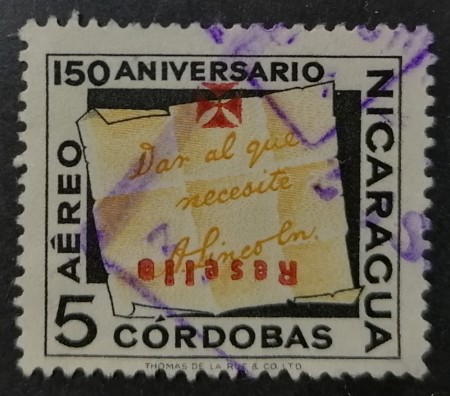 150 ANIVERSARIO
NICARAGUA
AÉREO
Dar al que
necesite
A. Lincoln.
Resello
5 CÓRDOBAS
THOMAS DE LA RUE & CO. LTD